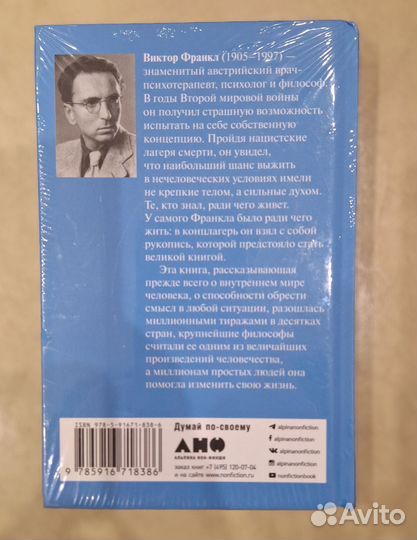 Виктор Франкл (1905–1997) —
знаменитый австрийский врач-
психотерапевт, психолог и философ.
В годы Второй мировой войны
он получил страшную возможность
испытать на себе собственную
концепцию. Пройдя нацистские
лагеря смерти, он увидел,
что наибольший шанс выжить
в нечеловеческих условиях имели
не крепкие телом, а сильные духом.
Те, кто знал, ради чего живет.
У самого Франкла было ради чего
жить: в концлагерь он взял с собой
рукопись, которой предстояло стать
великой книгой.
Эта книга, рассказывающая
прежде всего о внутреннем мире
человека, о способности обрести
смысл в любой ситуации, разошлась
миллионными тиражами в десятках
стран, крупнейшие философы
считали ее одним из величайших
произведений человечества,
а миллионам простых людей она
помогла изменить свою жизнь.
ISBN 978-5-91671-838-6
9 785916 718386
Думай по-своему
АНФ
АЛЬПИНА НОН-ФИКШН
заказ книг +7 (495) 120-07-04
и на сайте www.nonfiction.ru
alpinanonfiction
alpinanonfiction
alpinanonfiction
alpinanonfiction
nonfictionbook
Avito